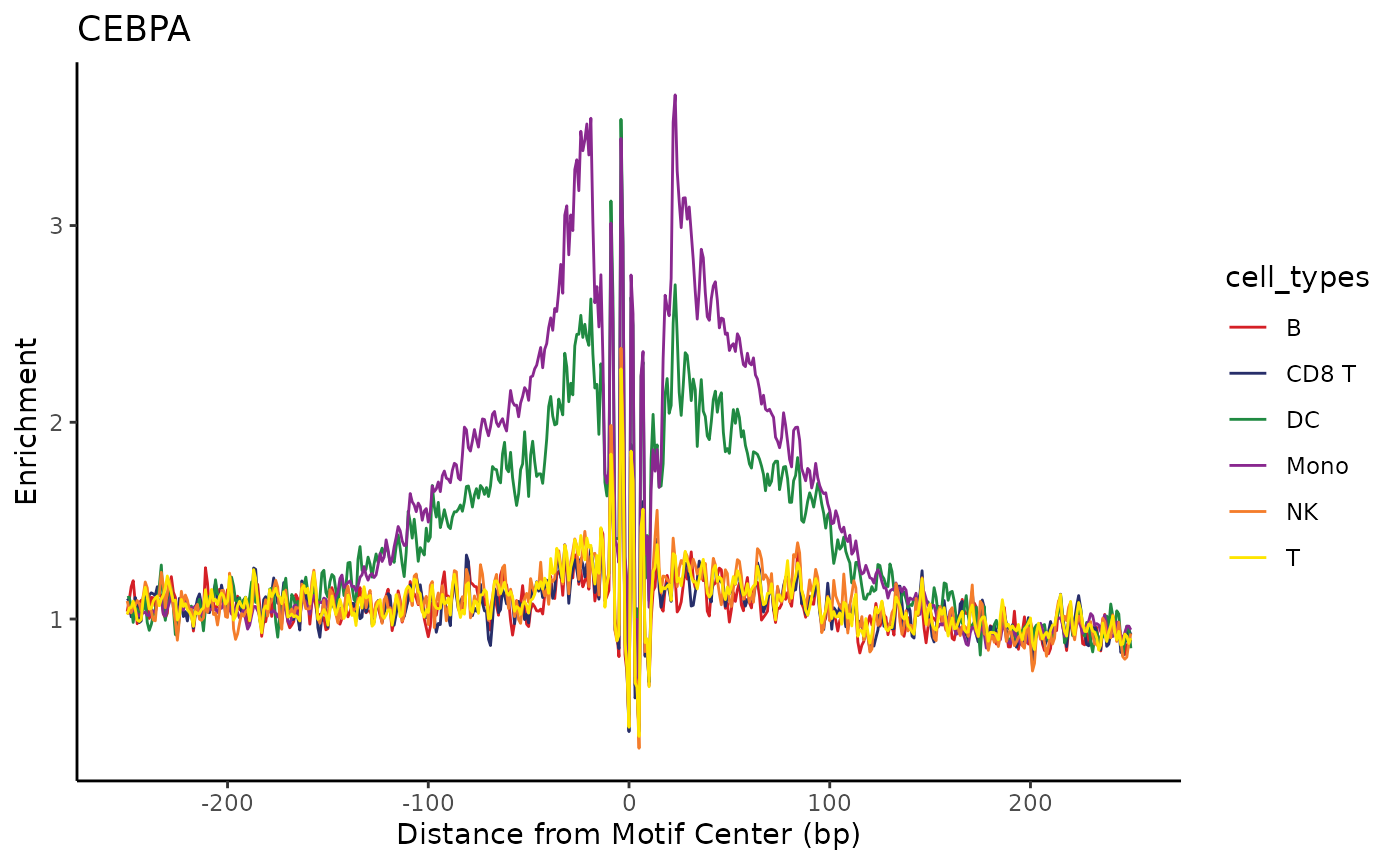 CEBPA
Enrichment
3
2
1
-200
-100
0
100
200
Distance from Motif Center (bp)
cell_types
B
CD8 T
DC
Mono
NK
T